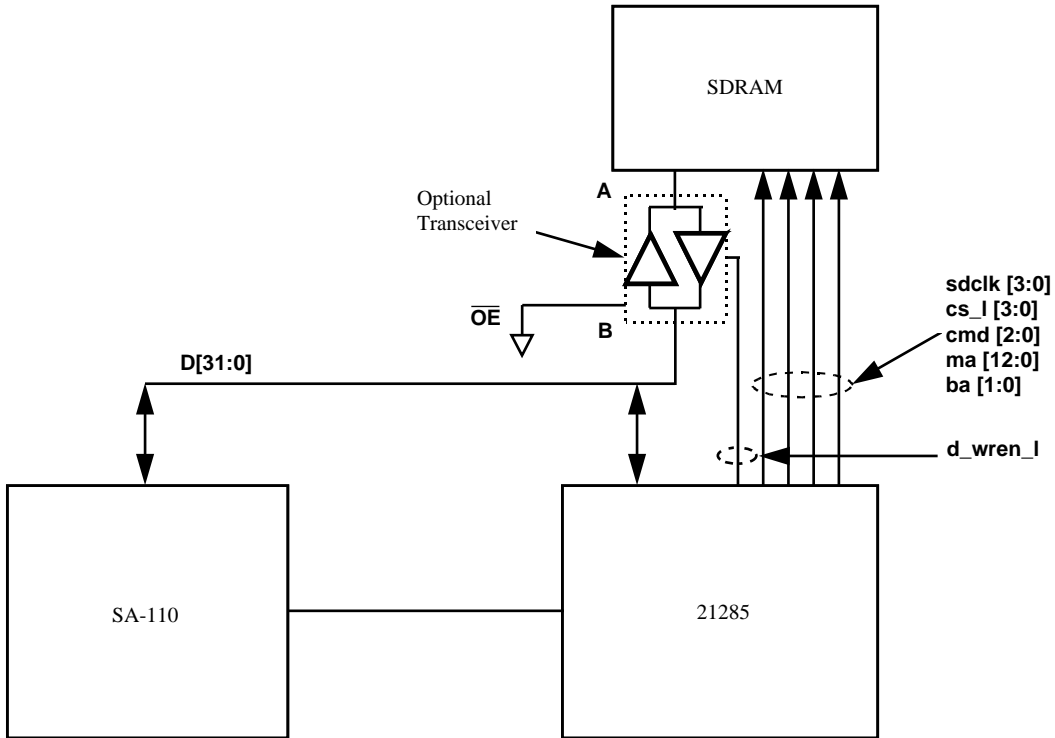 SDRAM
A
Optional
Transceiver
OE
B
D[31:0]
sdclk [3:0]
cs_l [3:0]
cmd [2:0]
ma [12:0]
ba [1:0]
d_wren_l
SA-110
21285